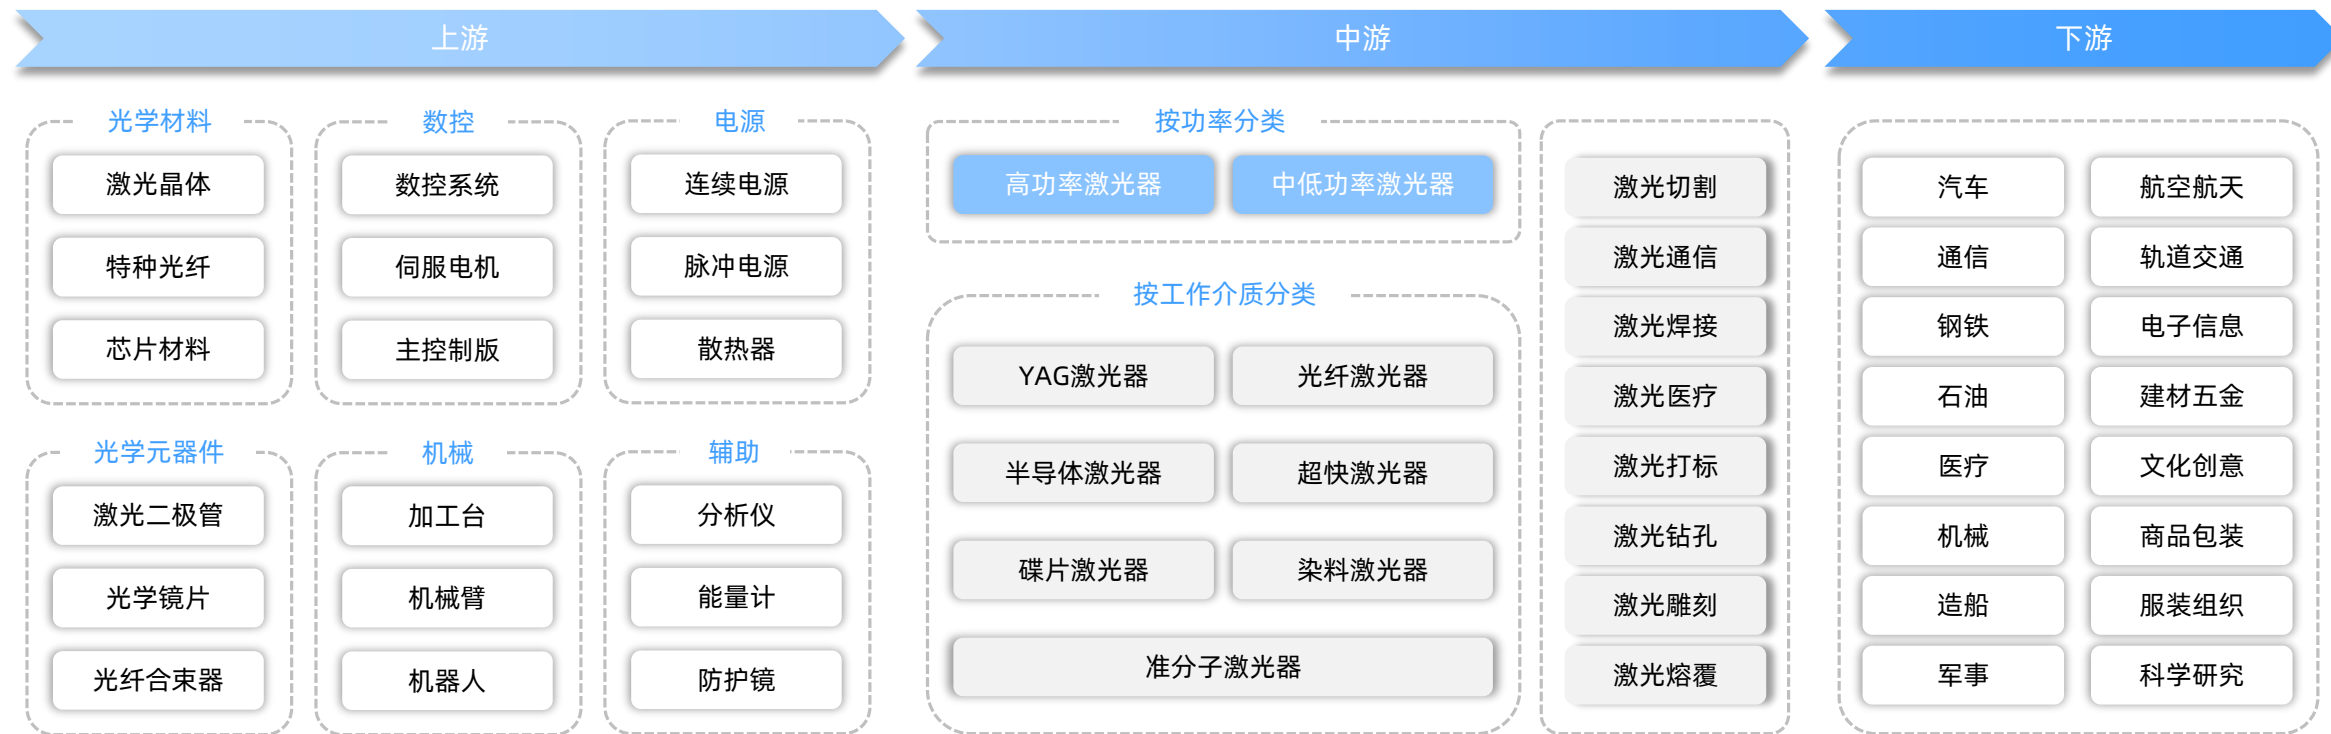 上游
中游
下游
光学材料
激光晶体
特种光纤
芯片材料
数控
数控系统
伺服电机
主控制版
电源
连续电源
脉冲电源
散热器
光学元器件
激光二极管
光学镜片
光纤合束器
机械
加工台
机械臂
机器人
辅助
分析仪
能量计
防护镜
按功率分类
高功率激光器
中低功率激光器
按工作介质分类
YAG激光器
光纤激光器
半导体激光器
超快激光器
碟片激光器
染料激光器
准分子激光器
激光切割
激光通信
激光焊接
激光医疗
激光打标
激光钻孔
激光雕刻
激光熔覆
汽车
航空航天
通信
轨道交通
钢铁
电子信息
石油
建材五金
医疗
文化创意
机械
商品包装
造船
服装组织
军事
科学研究